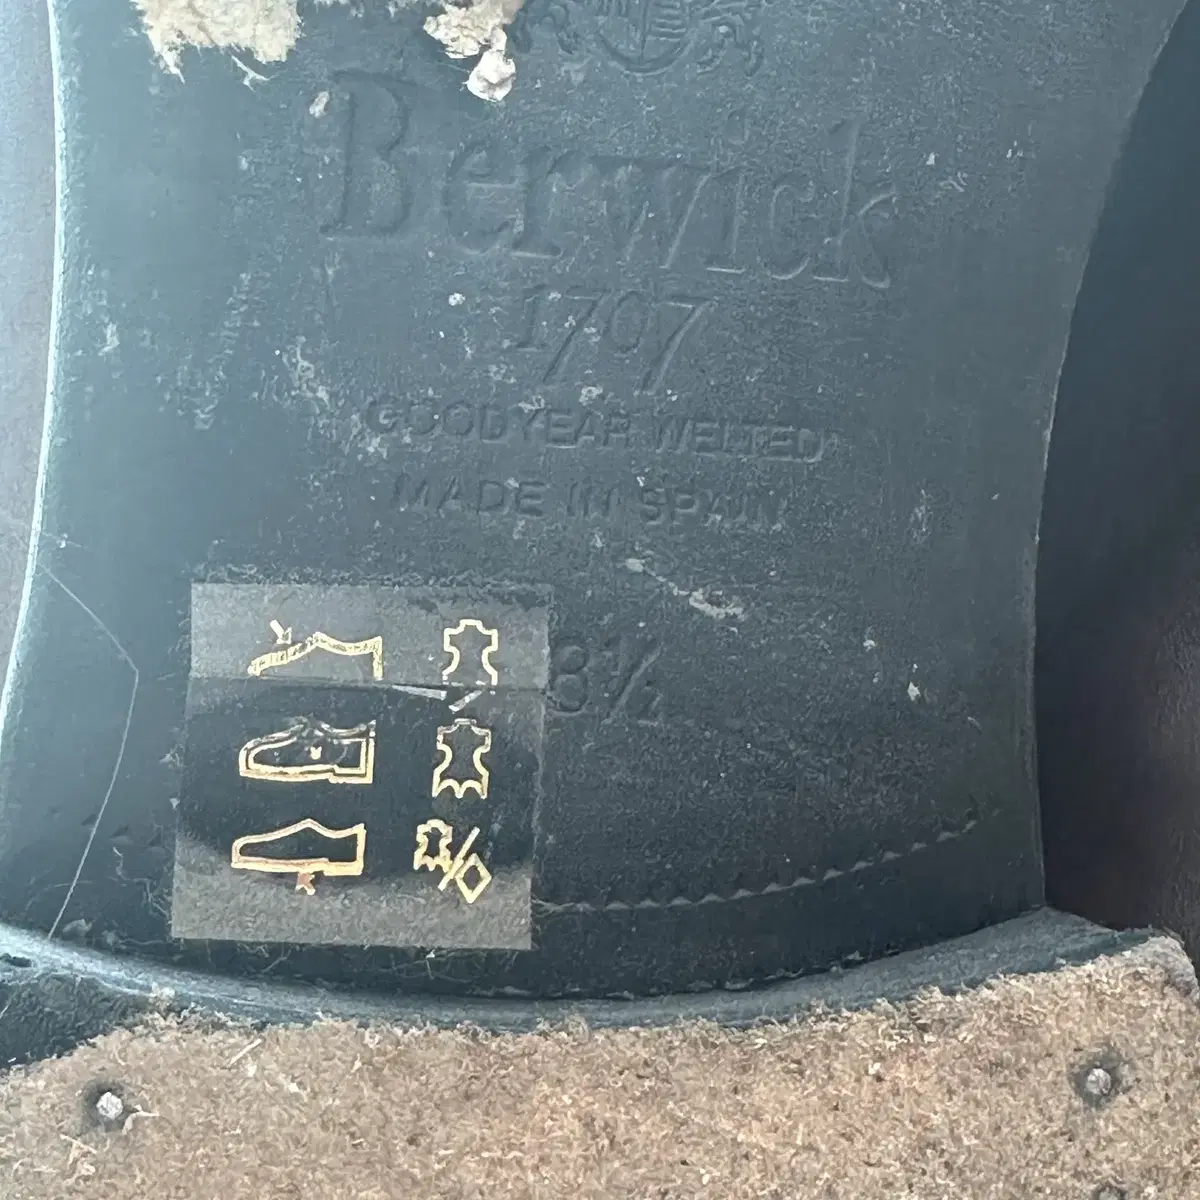 Berwick
1707
GOODYEAR WELTED
MADE IN SPAIN
8½